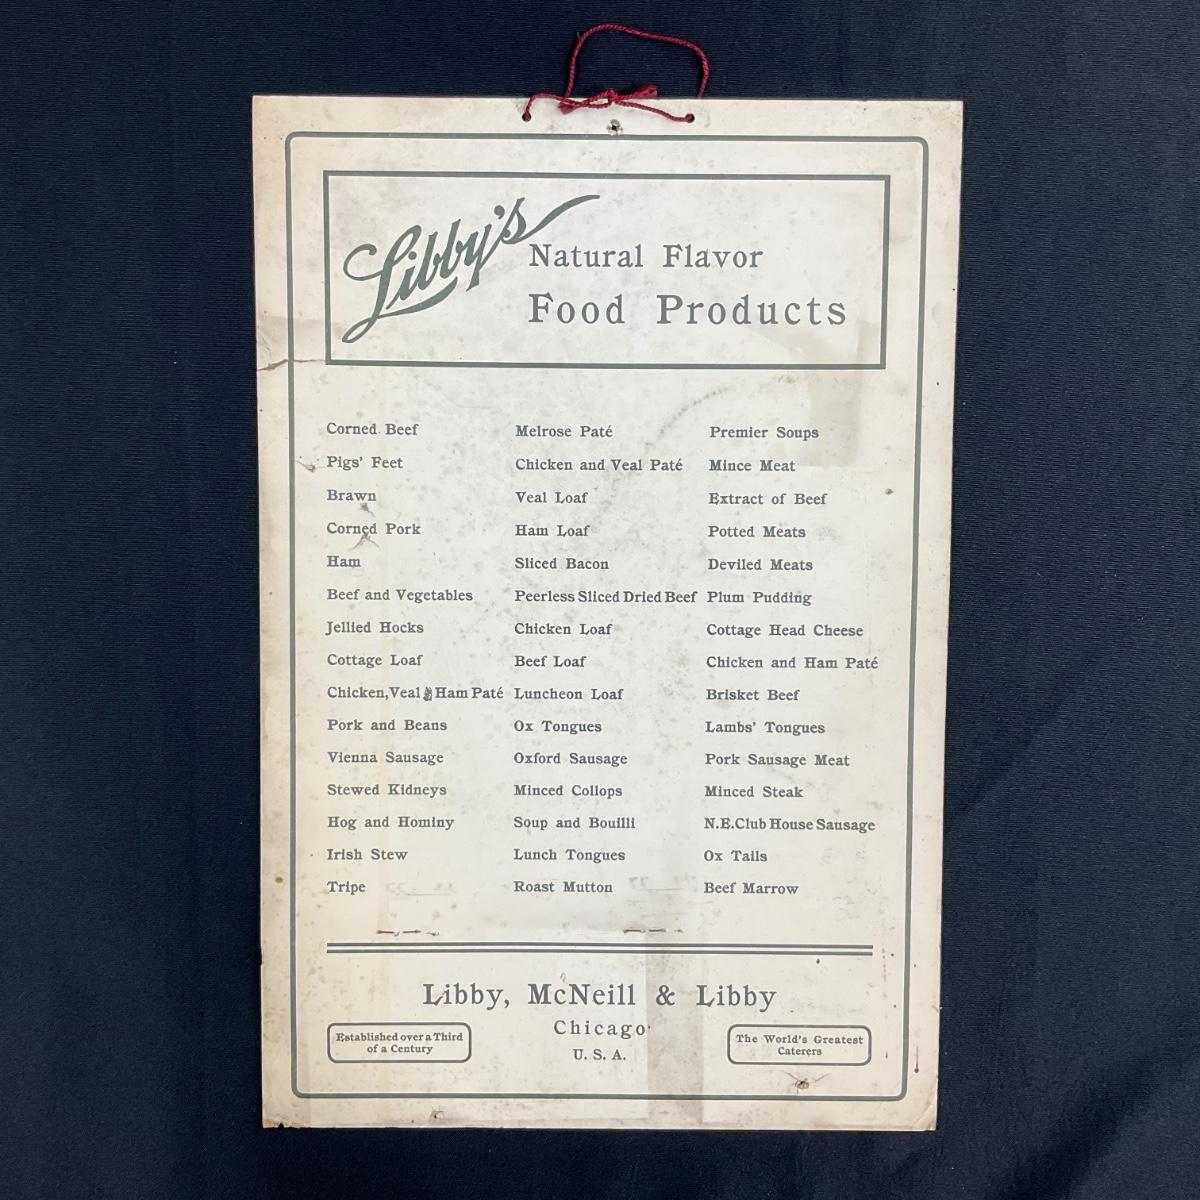 Libby's
Natural Flavor
Food Products
Corned Beef
Pigs' Feet
Brawn
Corned Pork
Ham
Beef and Vegetables
Jellied Hocks
Cottage Loaf
Chicken, Veal & Ham Paté
Pork and Beans
Vienna Sausage
Stewed Kidneys
Hog and Hominy
Irish Stew
Tripe
Melrose Paté
Chicken and Veal Paté
Veal Loaf
Ham Loaf
Sliced Bacon
Peerless Sliced Dried Beef
Chicken Loaf
Beef Loaf
Luncheon Loaf
Ox Tongues
Oxford Sausage
Minced Collops
Soup and Bouilli
Lunch Tongues
Roast Mutton
Premier Soups
Mince Meat
Extract of Beef
Potted Meats
Deviled Meats
Plum Pudding
Cottage Head Cheese
Chicken and Ham Paté
Brisket Beef
Lambs' Tongues
Pork Sausage Meat
Minced Steak
N.E. Club House Sausage
Ox Tails
Beef Marrow
Libby, McNeill & Libby
Chicago
U. S. A.
Established over a Third
of a Century
The World's Greatest
Caterers